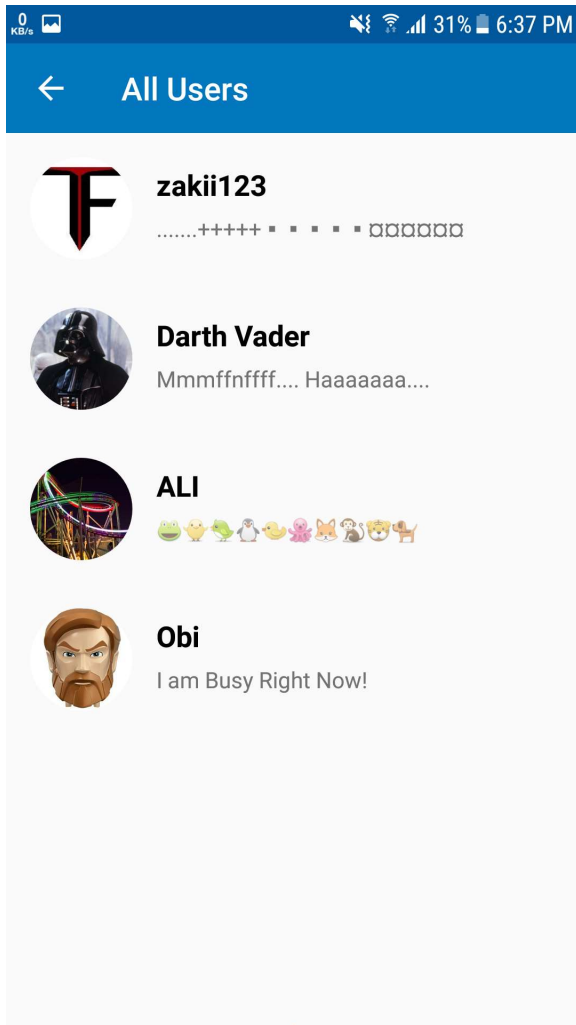 0 KB/s 31% 6:37 PM
All Users
zakii123
.......+++++▪▪▪▪▪¤¤¤¤¤¤
Darth Vader
Mmmffnffff.... Haaaaaaa....
ALI
🐸🐥🐦🐧🐤🐙🦊🐒🐯🐕
Obi
I am Busy Right Now!